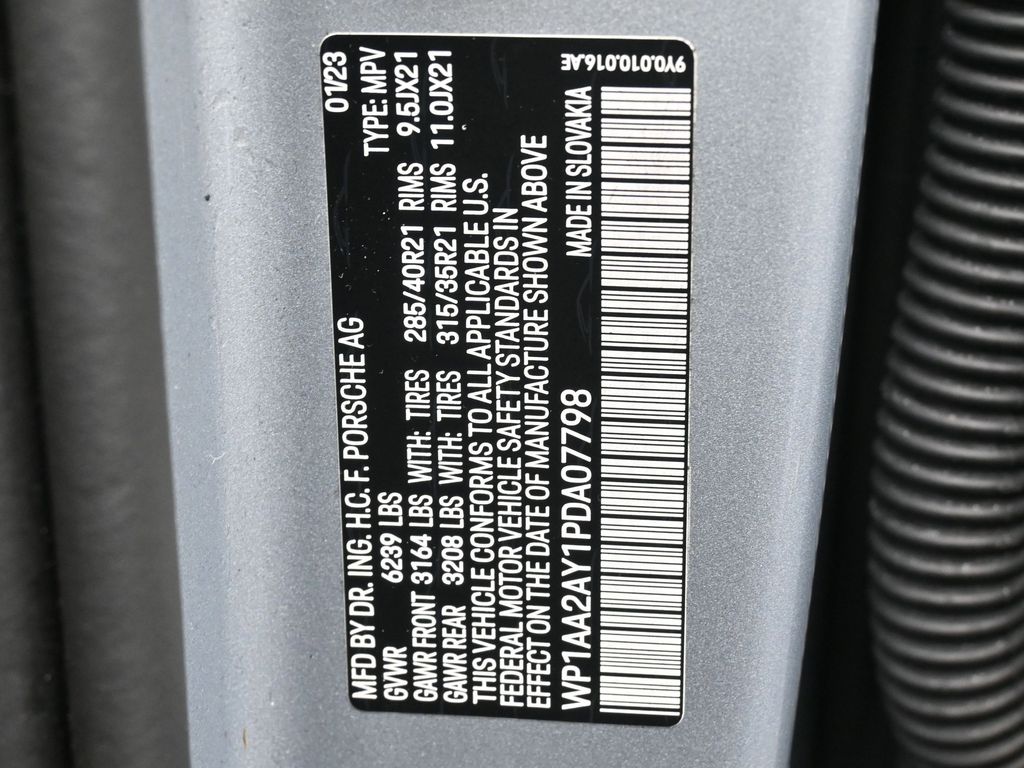 MFD BY DR. ING. H.C. F. PORSCHE AG 01/23
GVWR 6239 LBS TYPE: MPV
GAWR FRONT 3164 LBS WITH: TIRES 285/40R21 RIMS 9.5JX21
GAWR REAR 3208 LBS WITH: TIRES 315/35R21 RIMS 11.0JX21
THIS VEHICLE CONFORMS TO ALL APPLICABLE U.S.
FEDERAL MOTOR VEHICLE SAFETY STANDARDS IN
EFFECT ON THE DATE OF MANUFACTURE SHOWN ABOVE
WP1AA2AY1PDA07798 MADE IN SLOVAKIA
9Y0.010.016.AE